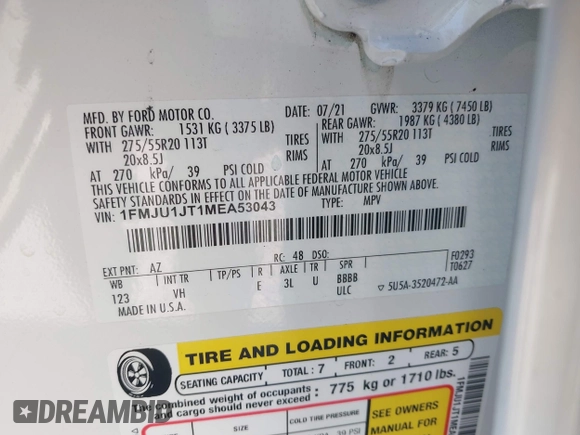 MFD. BY FORD MOTOR CO.
DATE: 07/21 GVWR: 3379 KG ( 7450 LB)
FRONT GAWR: 1531 KG ( 3375 LB)
REAR GAWR: 1987 KG ( 4380 LB)
WITH 275/55R20 113T TIRES
WITH 275/55R20 113T TIRES
20x8.5J RIMS
20x8.5J RIMS
AT 270 kPa/ 39 PSI COLD
AT 270 kPa/ 39 PSI COLD
THIS VEHICLE CONFORMS TO ALL APPLICABLE FEDERAL MOTOR VEHICLE
SAFETY STANDARDS IN EFFECT ON THE DATE OF MANUFACTURE SHOWN ABOVE.
VIN: 1FMJU1JT1MEA53043
TYPE: MPV
F0293
T0627
EXT PNT: AZ RC: 48 DSO:
WB INT TR TP/PS R AXLE TR SPR
123 VH E 3L U BBBB
ULC
MADE IN U.S.A.
▽ 5U5A-3520472-AA
TIRE AND LOADING INFORMATION
SEATING CAPACITY TOTAL : 7 FRONT: 2 REAR: 5
The combined weight of occupants and cargo should never exceed: 775 kg or 1710 lbs.
SIZE COLD TIRE PRESSURE
39 PSI
SEE OWNERS
MANUAL FOR
1FMJU1JT1MEA
DREAMBID